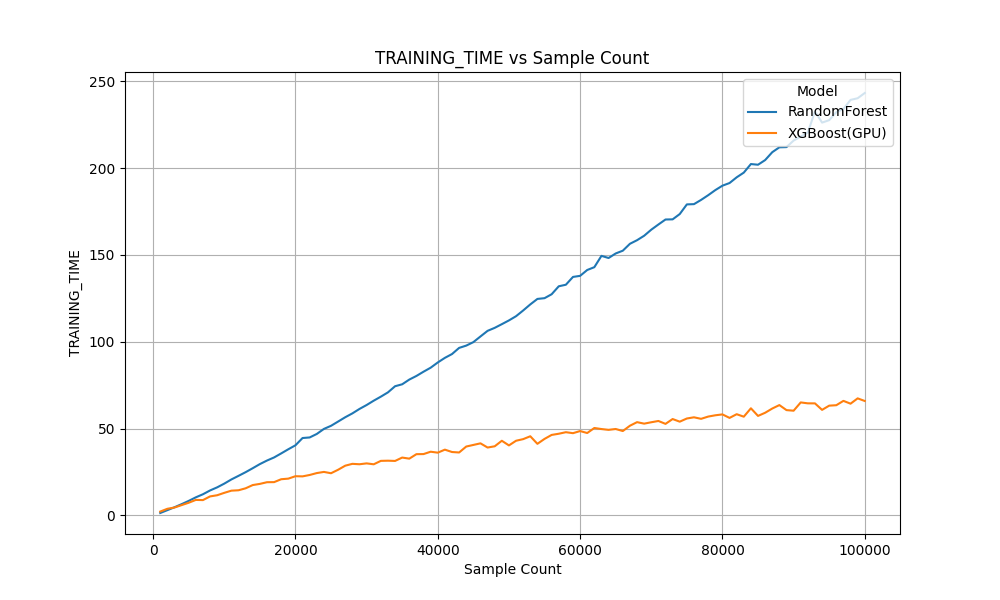 TRAINING_TIME vs Sample Count
Model
RandomForest
XGBoost(GPU)
TRAINING_TIME
250
200
150
100
50
0
0 20000 40000 60000 80000 100000
Sample Count